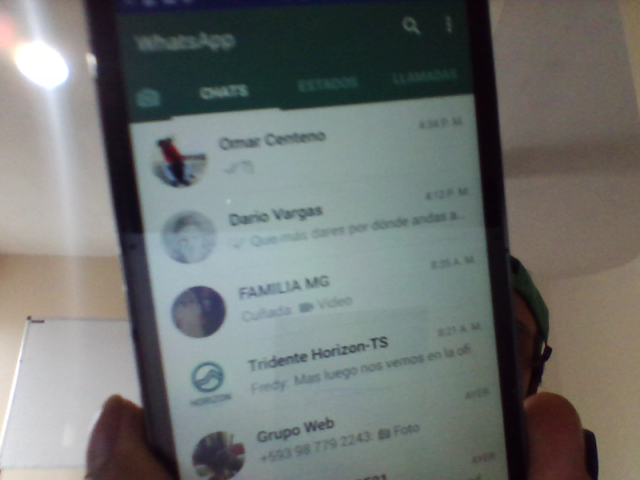 WhatsApp
CHATS ESTADOS LLAMADAS
Omar Centeno 4:34 P. M.
Dario Vargas 4:12 P. M.
Que más dares por dónde andas a...
FAMILIA MG 8:35 A. M.
Cuñada: Video
Tridente Horizon-TS 8:21 A. M.
Fredy: Mas luego nos vemos en la ofi
HORIZON
Grupo Web AYER
+593 98 779 2243: Foto
AYER